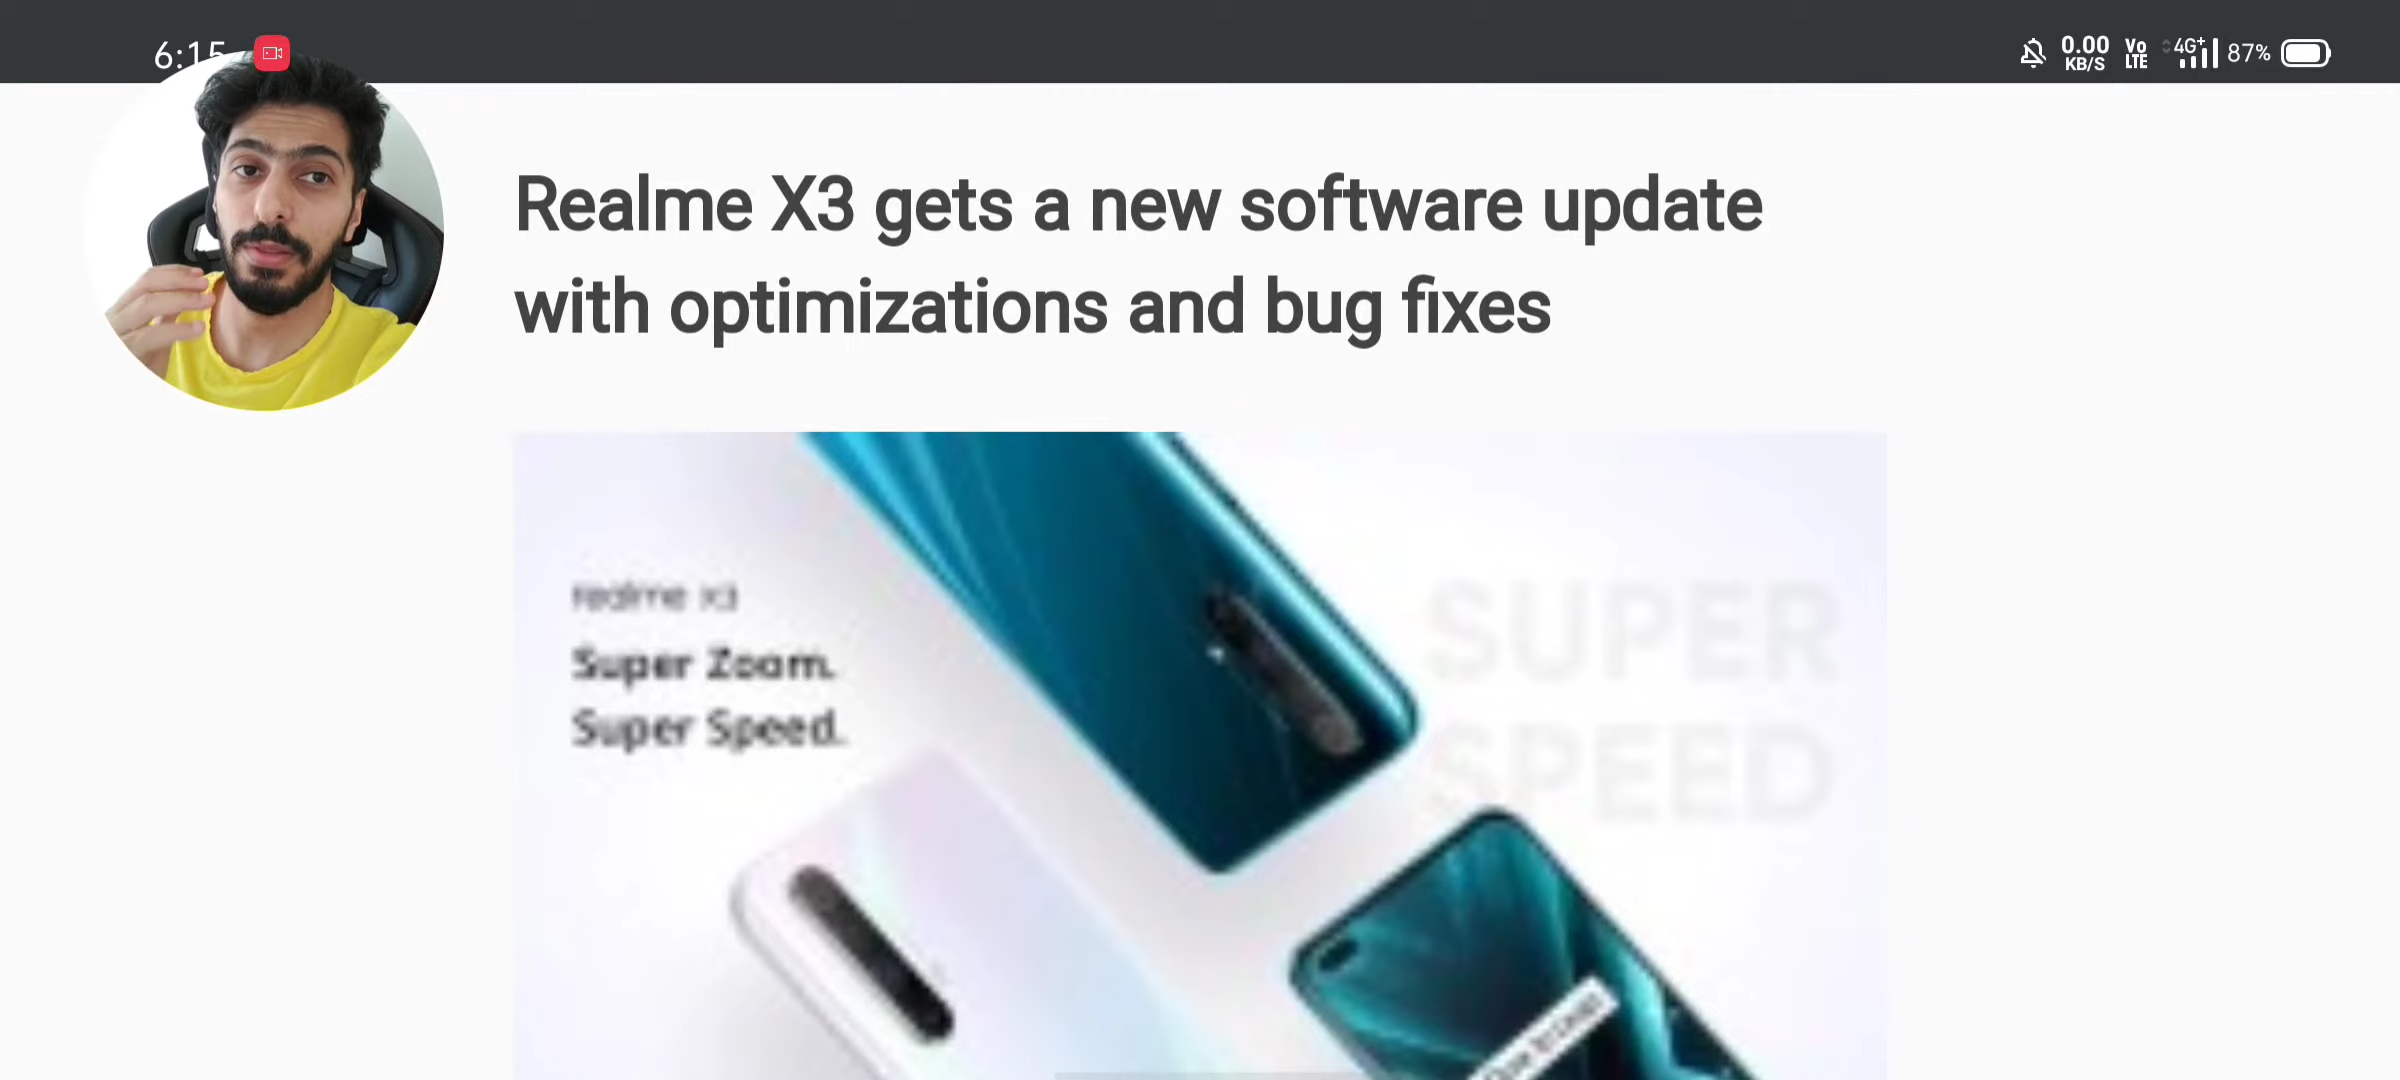 6:15
0.00
KB/S
Vo
LTE
4G+
87%
Realme X3 gets a new software update
with optimizations and bug fixes
realme X3
Super Zoom.
Super Speed.
SUPER
SPEED